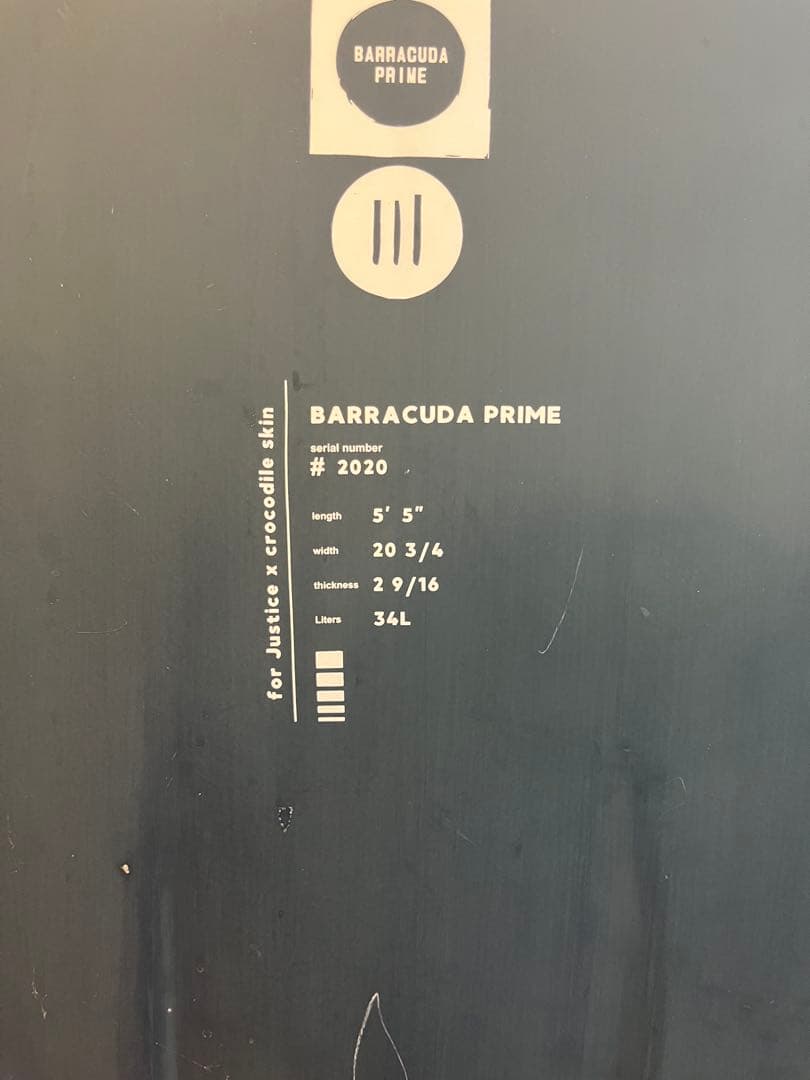 BARRACUDA
PRIME
BARRACUDA PRIME
serial number
# 2020
length 5' 5"
width 20 3/4
thickness 2 9/16
Liters 34L
for Justice x crocodile skin